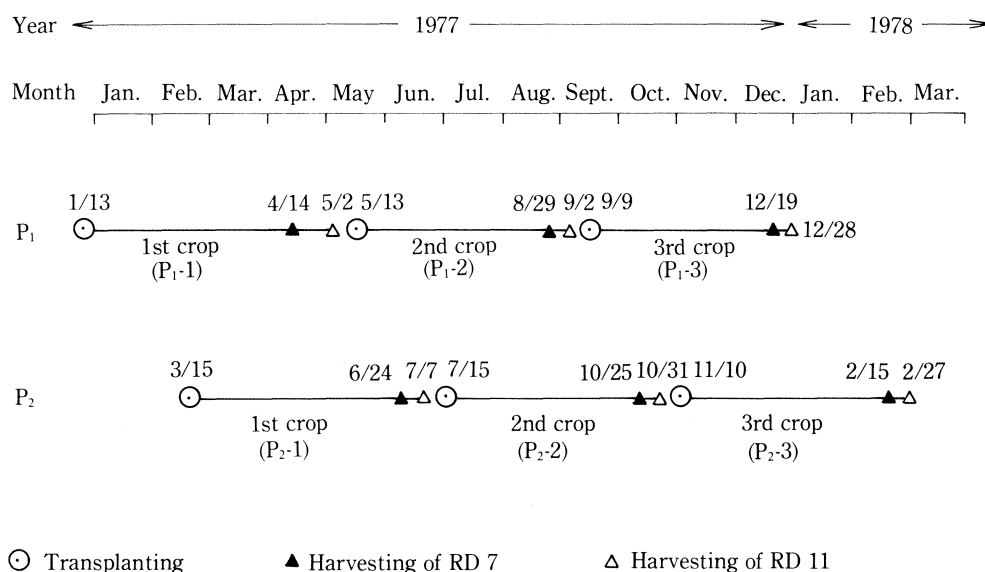 Year 1977 1978
Month Jan. Feb. Mar. Apr. May Jun. Jul. Aug. Sept. Oct. Nov. Dec. Jan. Feb. Mar.
1/13 4/14 5/2 5/13 8/29 9/2 9/9 12/19
P₁ 12/28
1st crop 2nd crop 3rd crop
(P₁-1) (P₁-2) (P₁-3)
3/15 6/24 7/7 7/15 10/25 10/31 11/10 2/15 2/27
P₂
1st crop 2nd crop 3rd crop
(P₂-1) (P₂-2) (P₂-3)
⊙ Transplanting ▲ Harvesting of RD 7 △ Harvesting of RD 11